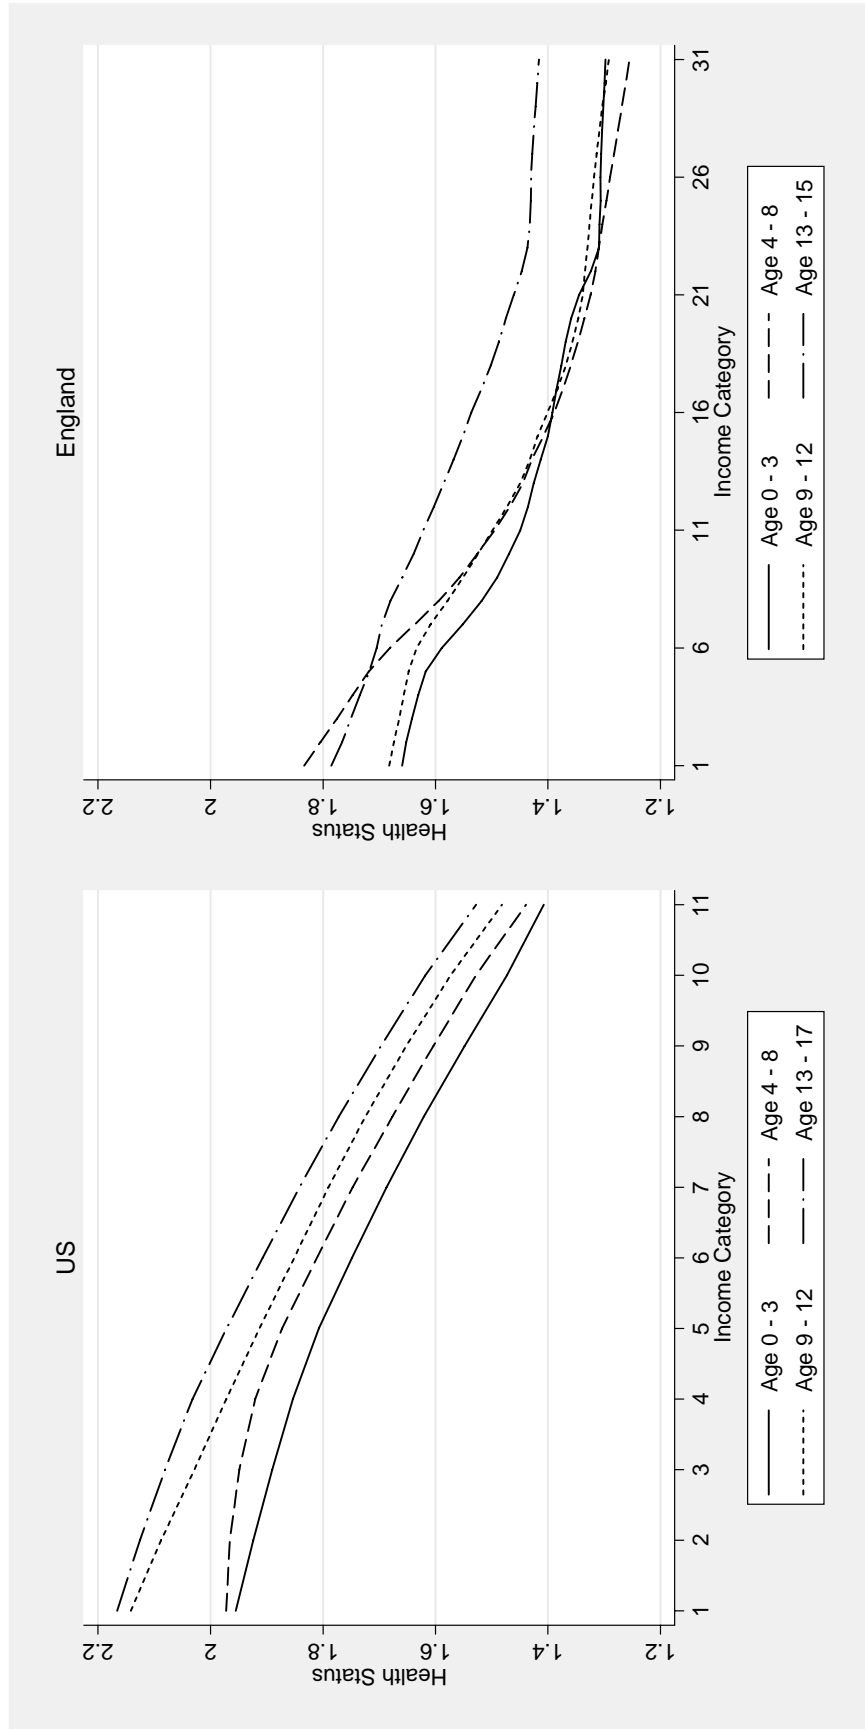 US
Health Status
2.2
2
1.8
1.6
1.4
1.2
1 2 3 4 5 6 7 8 9 10 11
Income Category
Age 0 - 3 Age 4 - 8
Age 9 - 12 Age 13 - 17
England
Health Status
2.2
2
1.8
1.6
1.4
1.2
1 6 11 16 21 26 31
Income Category
Age 0 - 3 Age 4 - 8
Age 9 - 12 Age 13 - 15